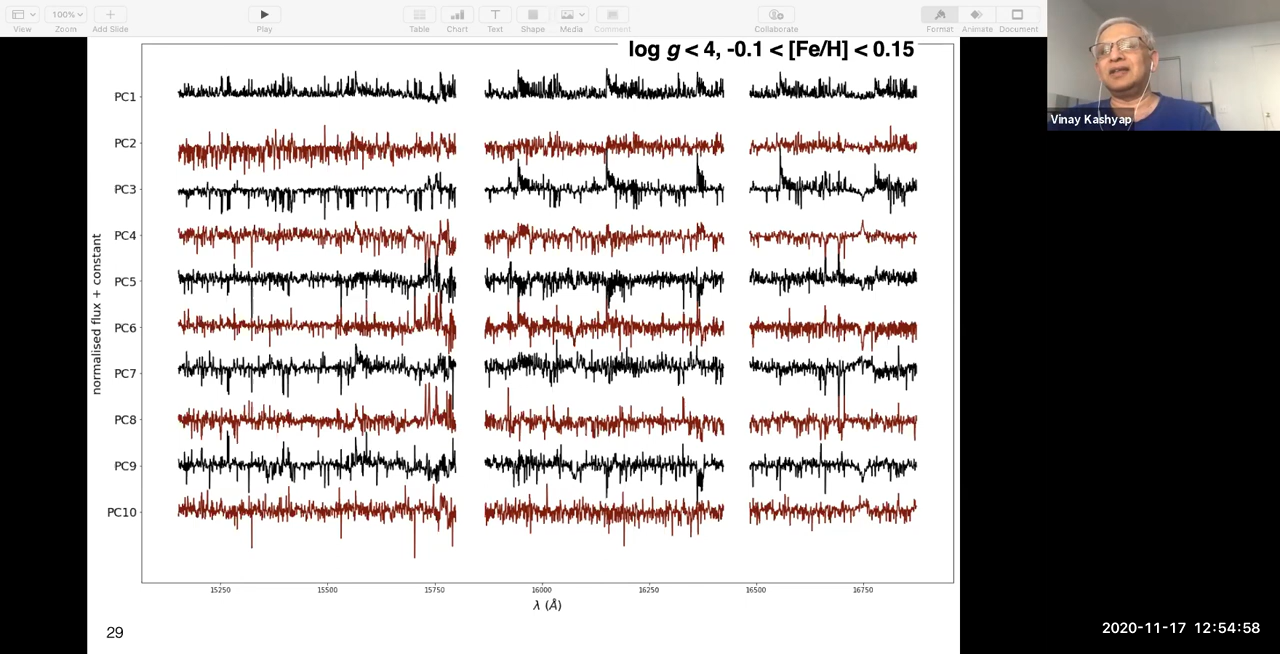 View
100%
Zoom
Add Slide
Play
Table
Chart
Text
Shape
Media
Comment
Collaborate
Format
Animate
Document
log g < 4, -0.1 < [Fe/H] < 0.15
Vinay Kashyap
normalised flux + constant
PC1
PC2
PC3
PC4
PC5
PC6
PC7
PC8
PC9
PC10
15250
15500
15750
16000
16250
16500
16750
λ (Å)
29
2020-11-17 12:54:58